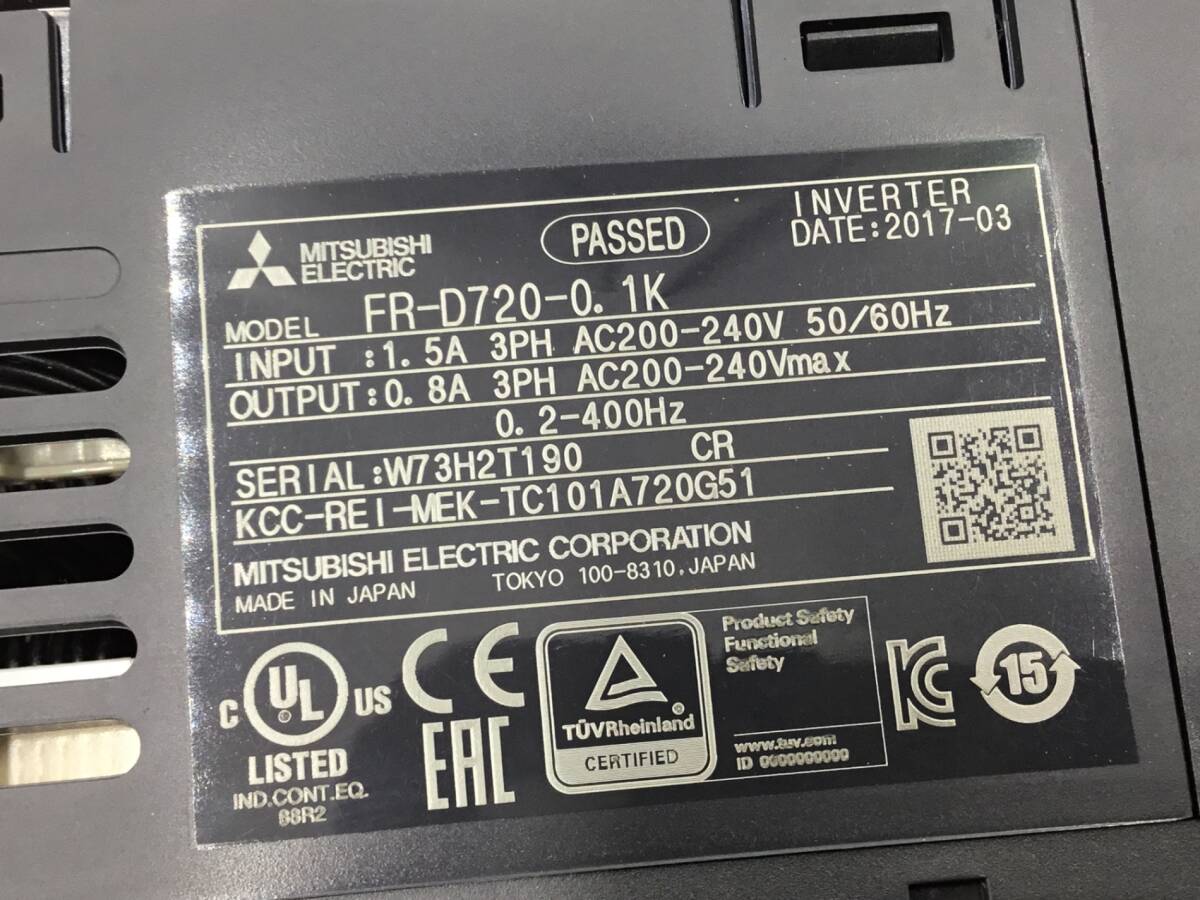 MITSUBISHI
ELECTRIC
PASSED
INVERTER
DATE:2017-03
MODEL FR-D720-0.1K
INPUT :1.5A 3PH AC200-240V 50/60Hz
OUTPUT:0.8A 3PH AC200-240Vmax
0.2-400Hz
SERIAL:W73H2T190 CR
KCC-REI-MEK-TC101A720G51
MITSUBISHI ELECTRIC CORPORATION
MADE IN JAPAN TOKYO 100-8310, JAPAN
C UL US
LISTED
IND.CONT.EQ.
88R2
CE
EAC
TÜVRheinland
CERTIFIED
Product Safety
Functional
Safety
www.tuv.com
ID 0000000000
KC
15